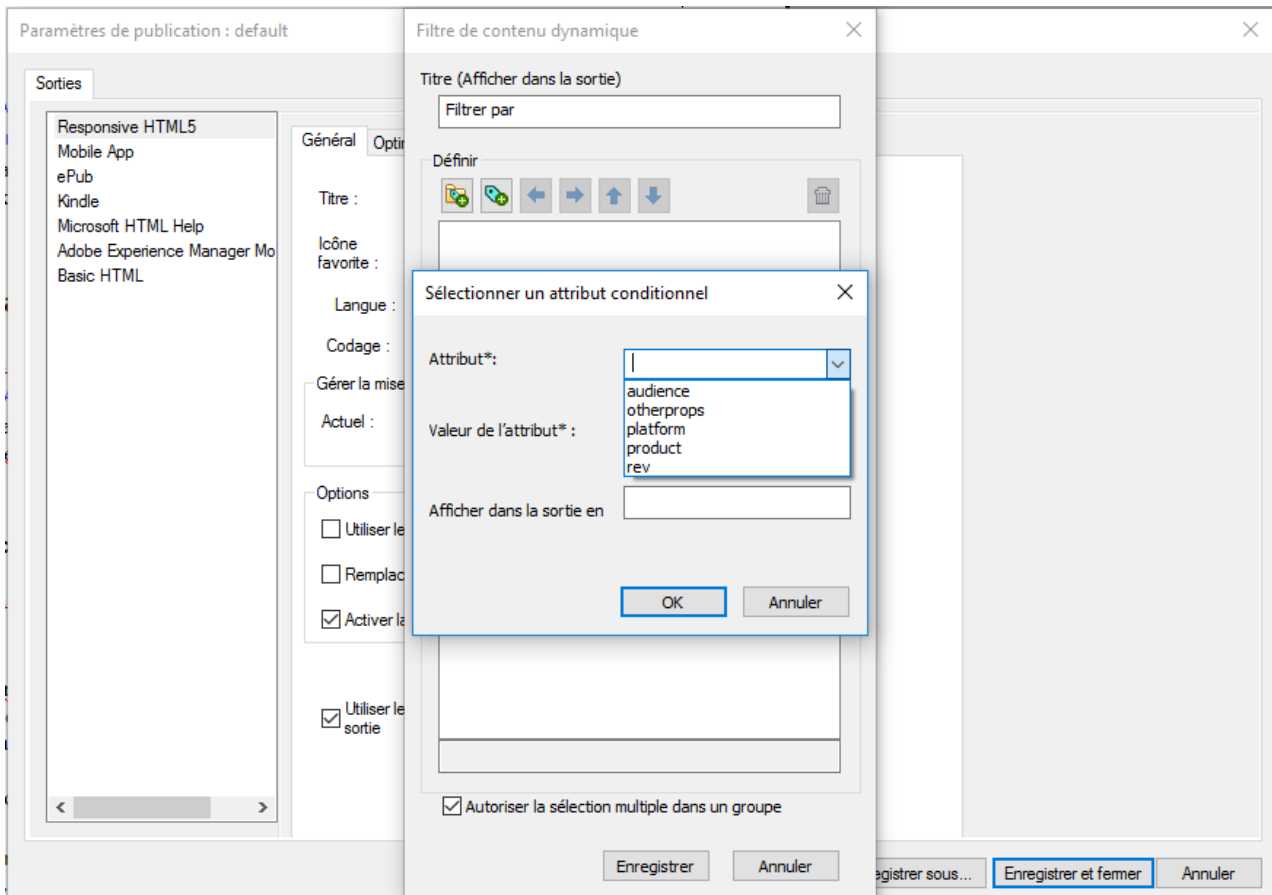 Paramètres de publication : default
Sorties
Responsive HTML5
Mobile App
ePub
Kindle
Microsoft HTML Help
Adobe Experience Manager Mo
Basic HTML
Général
Titre :
Icône
favorite :
Langue :
Codage :
Gérer la mise
Actuel :
Options
Utiliser le
Remplac
Activer la
Utiliser le
sortie
Filtre de contenu dynamique
Titre (Afficher dans la sortie)
Filtrer par
Définir
Sélectionner un attribut conditionnel
Attribut*:
audience
otherprops
platform
product
rev
Valeur de l'attribut* :
Afficher dans la sortie en
OK Annuler
Autoriser la sélection multiple dans un groupe
Enregistrer Annuler
egistrer sous... Enregistrer et fermer Annuler